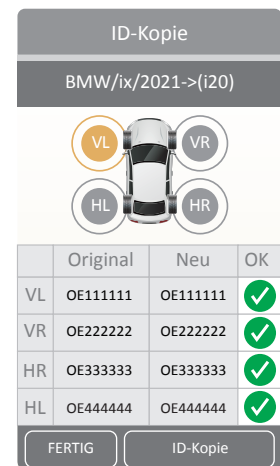 ID-Kopie
BMW/ix/2021->(i20)
VL VR
HL HR
Original Neu OK
VL OE111111 OE111111
VR OE222222 OE222222
HR OE333333 OE333333
HL OE444444 OE444444
FERTIG ID-Kopie